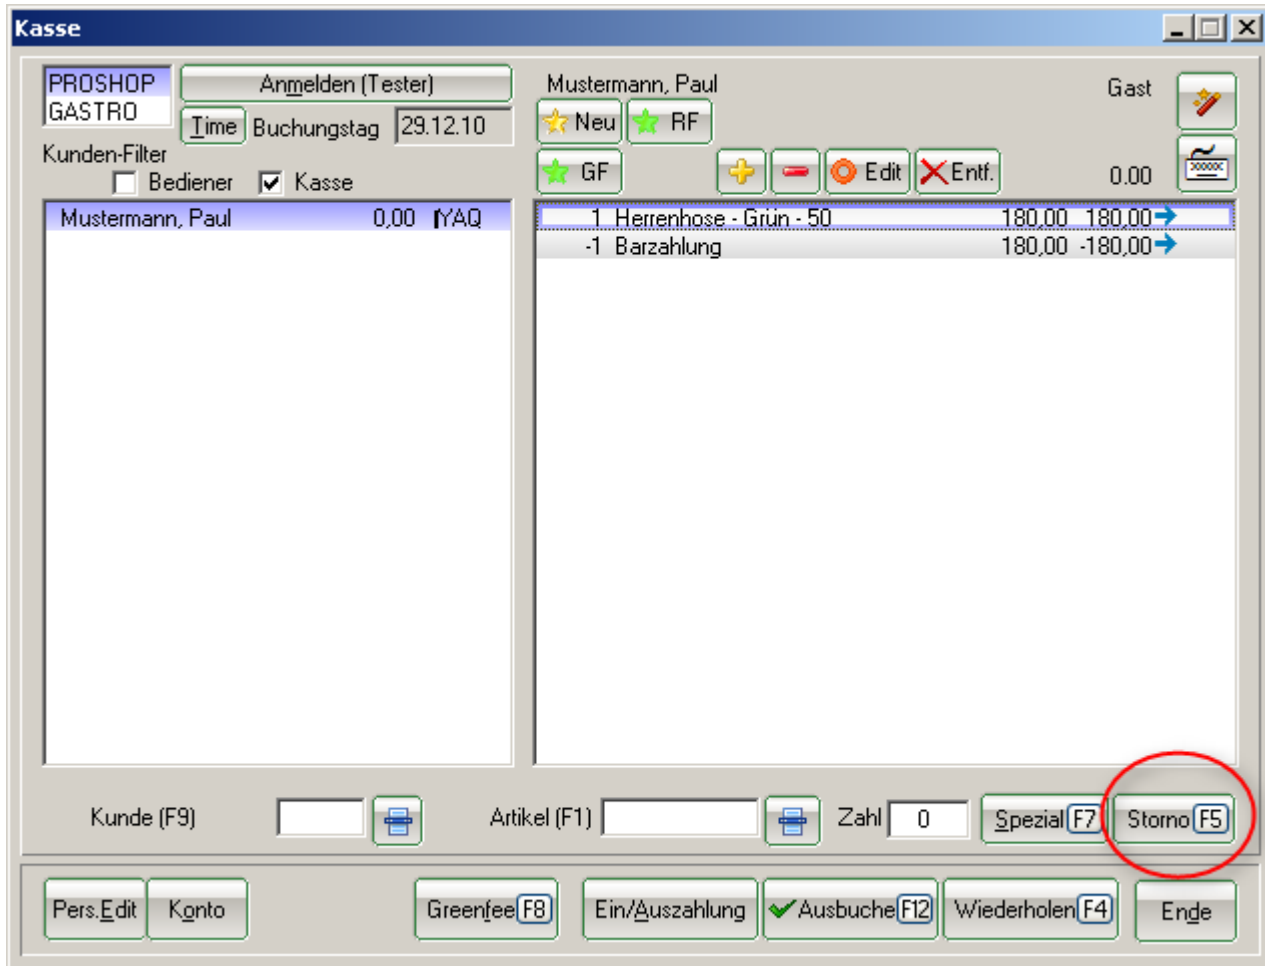 Kasse
PROSHOP
GASTRO
Anmelden (Tester)
Time Buchungstag 29.12.10
Kunden-Filter
Bediener Kasse
Mustermann, Paul Gast
Neu RF
GF Edit Entf. 0.00
Mustermann, Paul 0,00 YAQ
1 Herrenhose - Grün - 50 180,00 180,00
-1 Barzahlung 180,00 -180,00
Kunde (F9) Artikel (F1) Zahl 0 Spezial F7 Storno F5
Pers.Edit Konto Greenfee F8 Ein/Auszahlung Ausbuche F12 Wiederholen F4 Ende